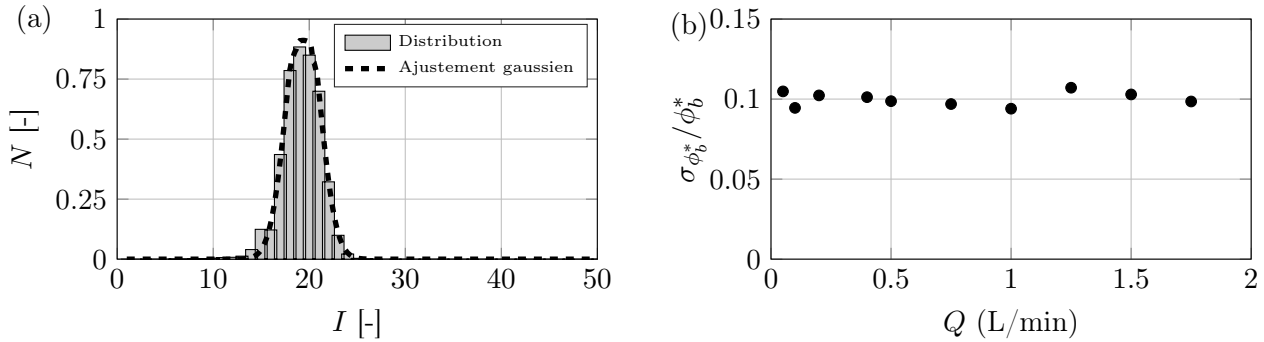 (a)
1
0.75
0.5
0.25
0
N [-]
0 10 20 30 40 50
I [-]
Distribution
Ajustement gaussien
(b)
0.15
0.1
0.05
0
σ_{ϕ_b^*}/ϕ_b^*
0 0.5 1 1.5 2
Q (L/min)